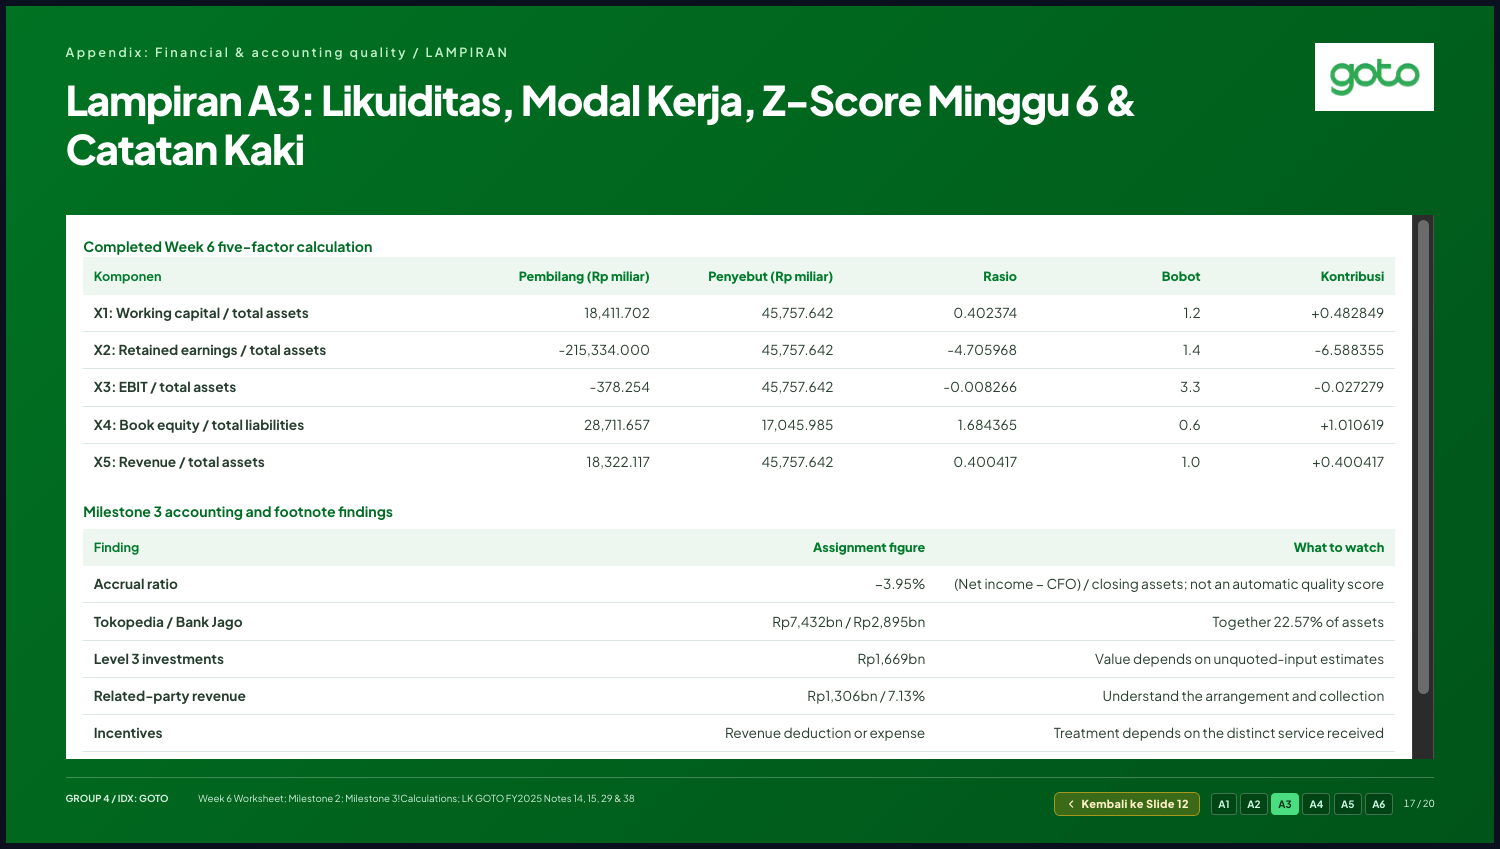 Appendix: Financial & accounting quality / LAMPIRAN
goto
Lampiran A3: Likuiditas, Modal Kerja, Z-Score Minggu 6 &
Catatan Kaki
Completed Week 6 five-factor calculation
Komponen Pembilang (Rp miliar) Penyebut (Rp miliar) Rasio Bobot Kontribusi
X1: Working capital / total assets 18,411.702 45,757.642 0.402374 1.2 +0.482849
X2: Retained earnings / total assets -215,334.000 45,757.642 -4.705968 1.4 -6.588355
X3: EBIT / total assets -378.254 45,757.642 -0.008266 3.3 -0.027279
X4: Book equity / total liabilities 28,711.657 17,045.985 1.684365 0.6 +1.010619
X5: Revenue / total assets 18,322.117 45,757.642 0.400417 1.0 +0.400417
Milestone 3 accounting and footnote findings
Finding Assignment figure What to watch
Accrual ratio −3.95% (Net income − CFO) / closing assets; not an automatic quality score
Tokopedia / Bank Jago Rp7,432bn / Rp2,895bn Together 22.57% of assets
Level 3 investments Rp1,669bn Value depends on unquoted-input estimates
Related-party revenue Rp1,306bn / 7.13% Understand the arrangement and collection
Incentives Revenue deduction or expense Treatment depends on the distinct service received
GROUP 4 / IDX: GOTO Week 6 Worksheet; Milestone 2; Milestone 3!Calculations; LK GOTO FY2025 Notes 14, 15, 29 & 38
Kembali ke Slide 12 A1 A2 A3 A4 A5 A6 17 / 20